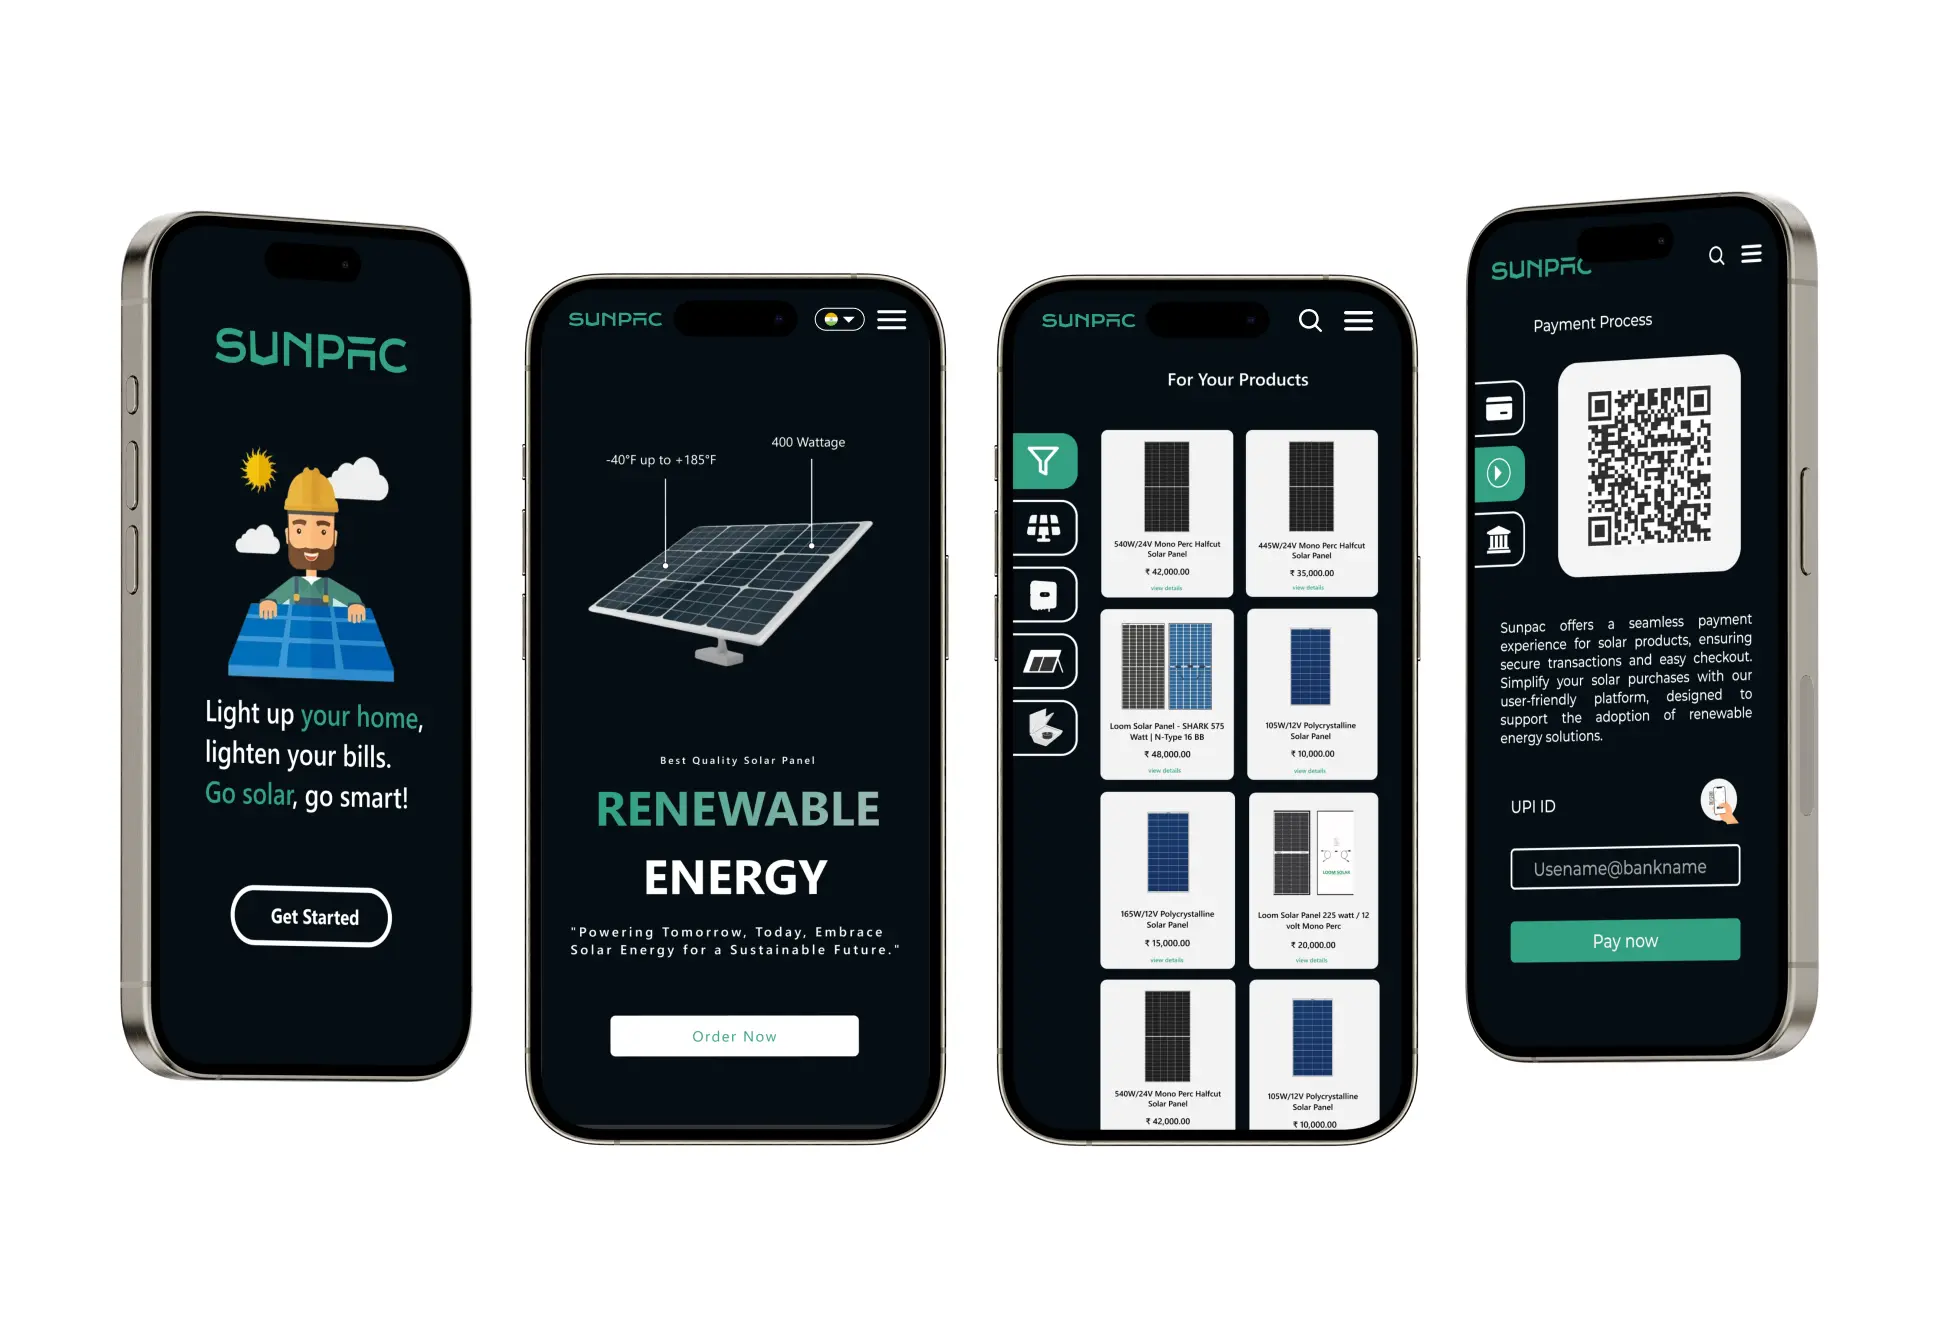 SUNPAC
Light up your home,
lighten your bills.
Go solar, go smart!
Get Started
SUNPAC
-40°F up to +185°F
400 Wattage
Best Quality Solar Panel
RENEWABLE
ENERGY
"Powering Tomorrow, Today, Embrace
Solar Energy for a Sustainable Future."
Order Now
SUNPAC
For Your Products
540W/24V Mono Perc Halfcut
Solar Panel
₹ 42,000.00
view details
445W/24V Mono Perc Halfcut
Solar Panel
₹ 35,000.00
view details
Loom Solar Panel - SHARK 575
Watt | N-Type 16 BB
₹ 48,000.00
view details
105W/12V Polycrystalline
Solar Panel
₹ 10,000.00
view details
165W/12V Polycrystalline
Solar Panel
₹ 15,000.00
view details
LOOM SOLAR
Loom Solar Panel 225 watt / 12
volt Mono Perc
₹ 20,000.00
view details
540W/24V Mono Perc Halfcut
Solar Panel
₹ 42,000.00
105W/12V Polycrystalline
Solar Panel
₹ 10,000.00
SUNPAC
Payment Process
Sunpac offers a seamless payment
experience for solar products, ensuring
secure transactions and easy checkout.
Simplify your solar purchases with our
user-friendly platform, designed to
support the adoption of renewable
energy solutions.
UPI ID
Usename@bankname
Pay now